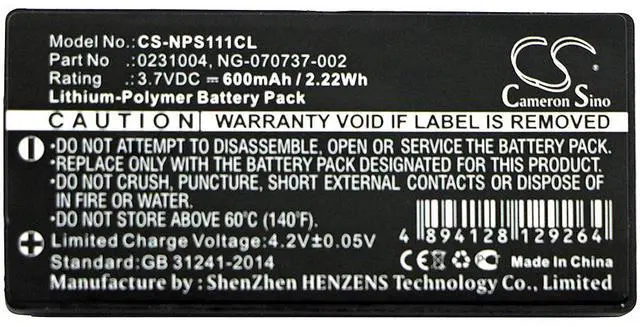 Model No.:CS-NPS111CL
Part No :0231004, NG-070737-002
Rating :3.7VDC ⎓ 600mAh / 2.22Wh
Lithium-Polymer Battery Pack
CS
Cameron Sino
CAUTION WARRANTY VOID IF LABEL IS REMOVED
DO NOT ATTEMPT TO DISASSEMBLE, OPEN OR SERVICE THE BATTERY PACK.
REPLACE WITH THE BATTERY PACK DESIGNATED FOR THIS PRODUCT.
DO NOT CRUSH, PUNCTURE, SHORT EXTERNAL CONTACTS OR DISPOSE OF
IN FIRE OR WATER.
DO NOT STORE ABOVE 60°C (140°F).
Limited Charge Voltage:4.2V±0.05V
Standard:GB 31241-2014
4 894128 129264
CE Made in China
Manufacture by : ShenZhen HENZENS Technology Co., Limited